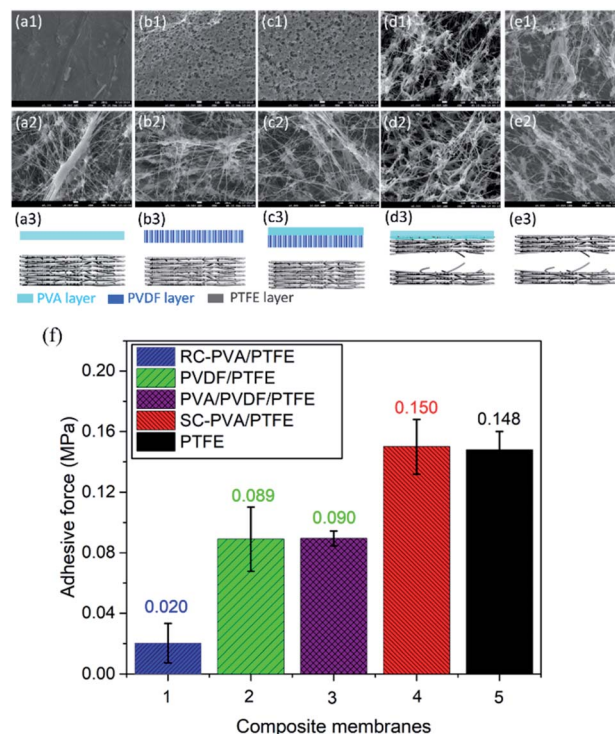 (a1) (b1) (c1) (d1) (e1)
(a2) (b2) (c2) (d2) (e2)
(a3) (b3) (c3) (d3) (e3)
PVA layer PVDF layer PTFE layer
(f)
RC-PVA/PTFE
PVDF/PTFE
PVA/PVDF/PTFE
SC-PVA/PTFE
PTFE
Adhesive force (MPa)
0.20
0.16
0.12
0.08
0.04
0.00
0.020
0.089
0.090
0.150
0.148
1 2 3 4 5
Composite membranes